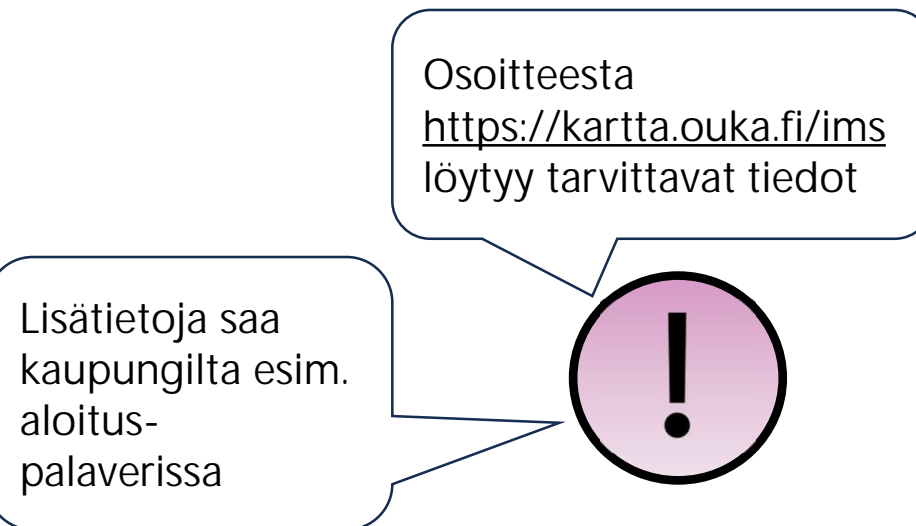 Osoitteesta
https://kartta.ouka.fi/ims
löytyy tarvittavat tiedot
Lisätietoja saa
kaupungilta esim.
aloitus-
palaverissa
!